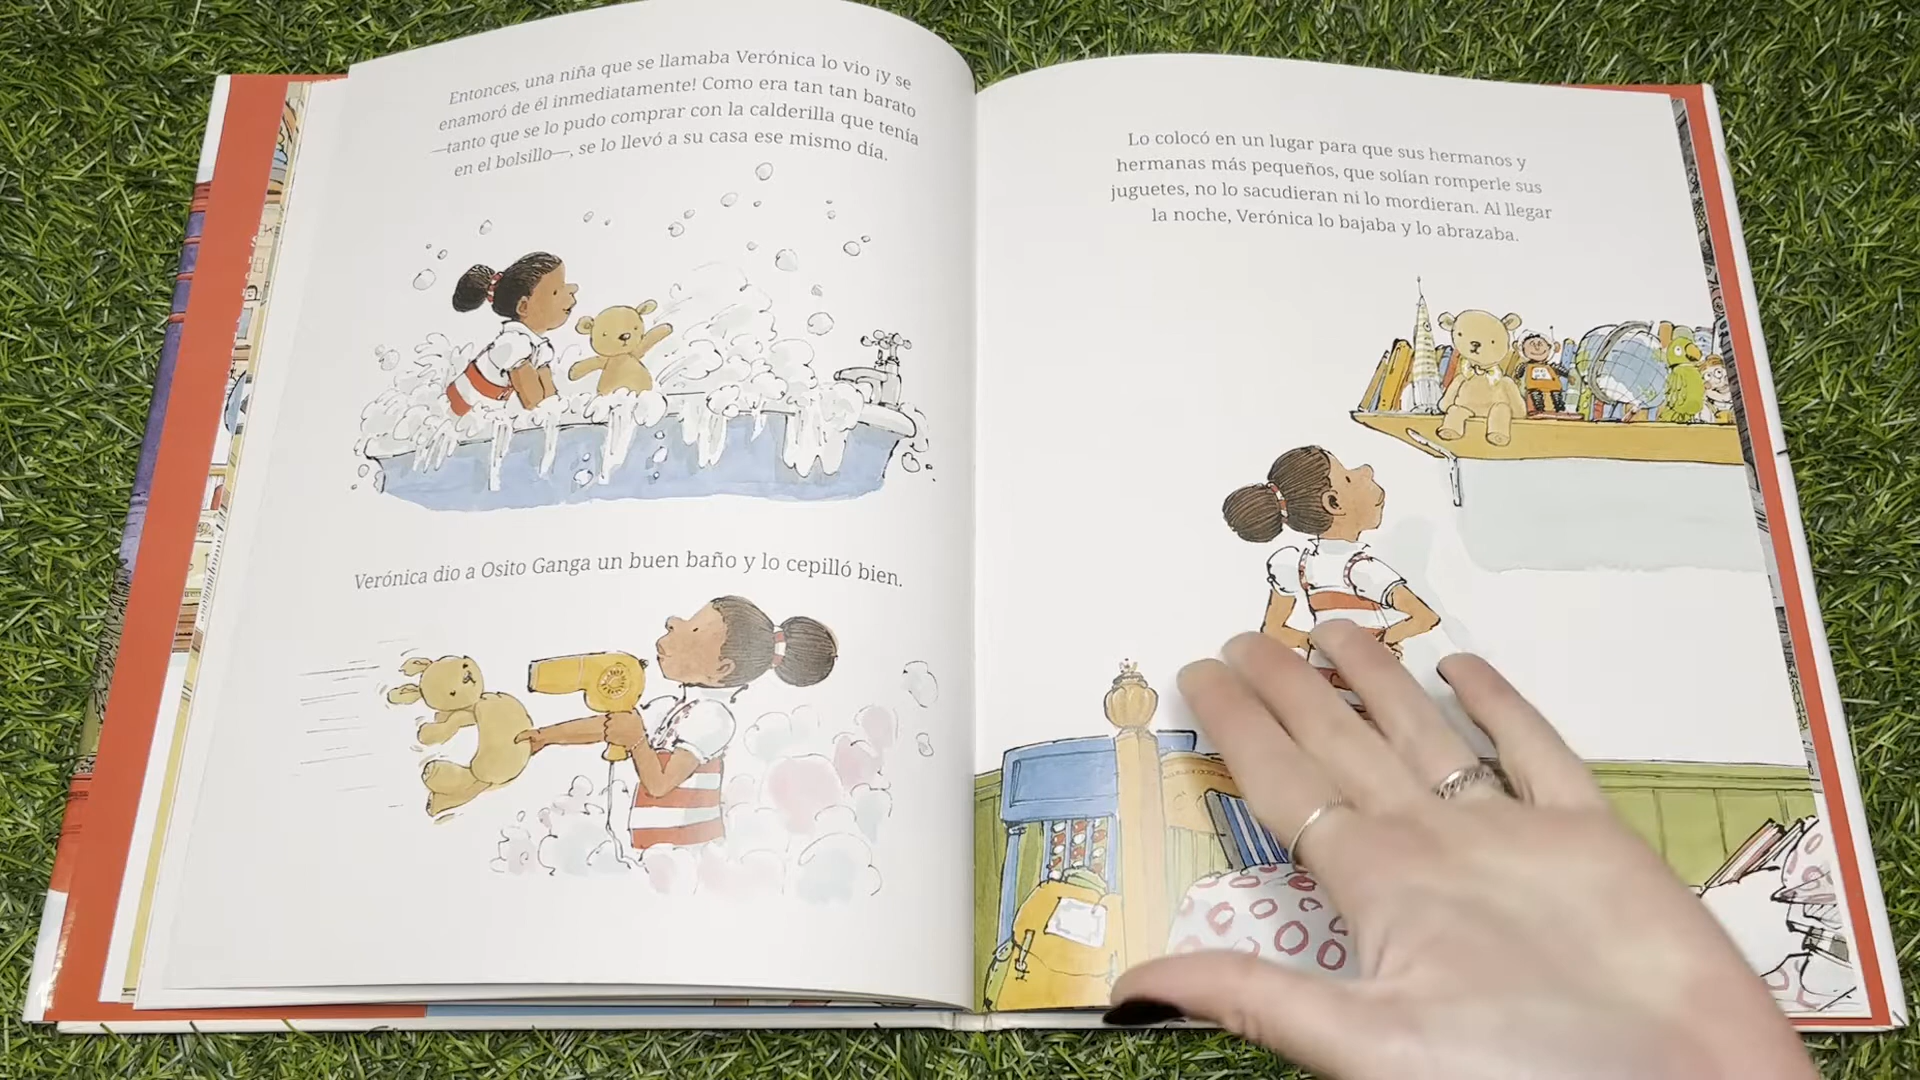 Entonces, una niña que se llamaba Verónica lo vio ¡y se
enamoró de él inmediatamente! Como era tan tan barato
—tanto que se lo pudo comprar con la calderilla que tenía
en el bolsillo—, se lo llevó a su casa ese mismo día.
Verónica dio a Osito Ganga un buen baño y lo cepilló bien.
Lo colocó en un lugar para que sus hermanos y
hermanas más pequeños, que solían romperle sus
juguetes, no lo sacudieran ni lo mordieran. Al llegar
la noche, Verónica lo bajaba y lo abrazaba.